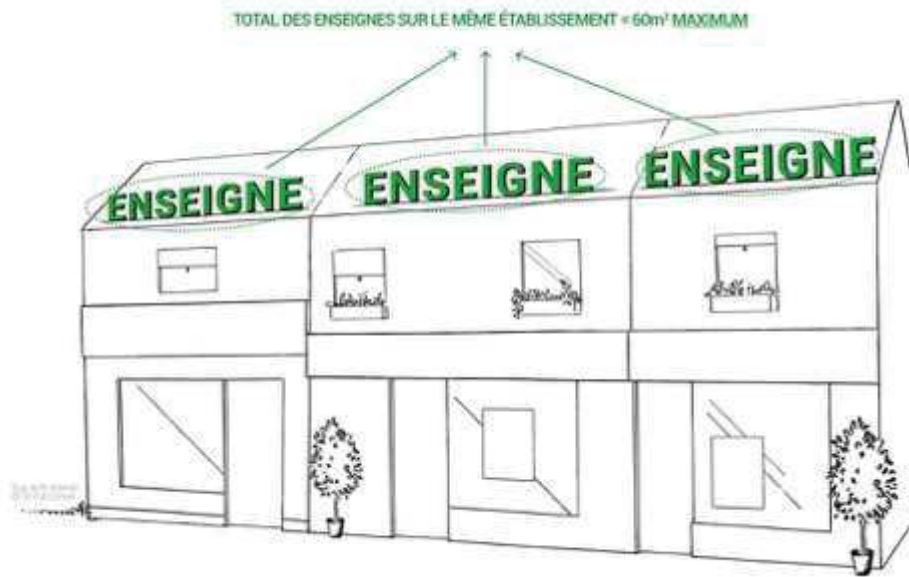 TOTAL DES ENSEIGNES SUR LE MÊME ÉTABLISSEMENT = 60m² MAXIMUM
ENSEIGNE ENSEIGNE ENSEIGNE